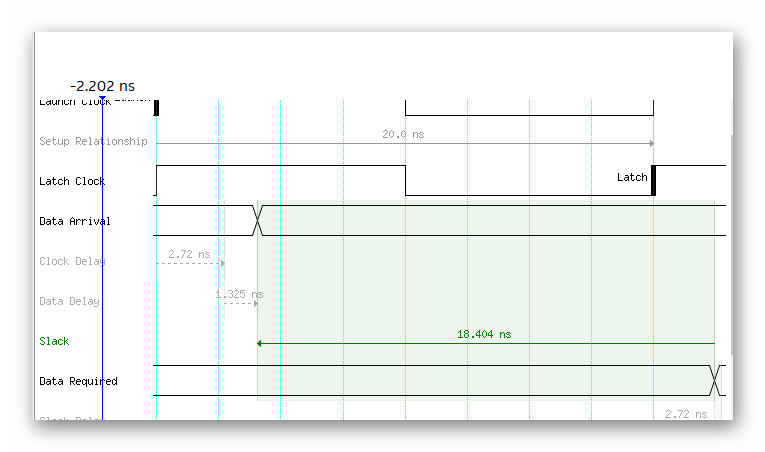 -2.202 ns
Launch Clock
Setup Relationship
20.0 ns
Latch Clock
Latch
Data Arrival
Clock Delay
2.72 ns
Data Delay
1.325 ns
Slack
18.404 ns
Data Required
2.72 ns
Clock Delay